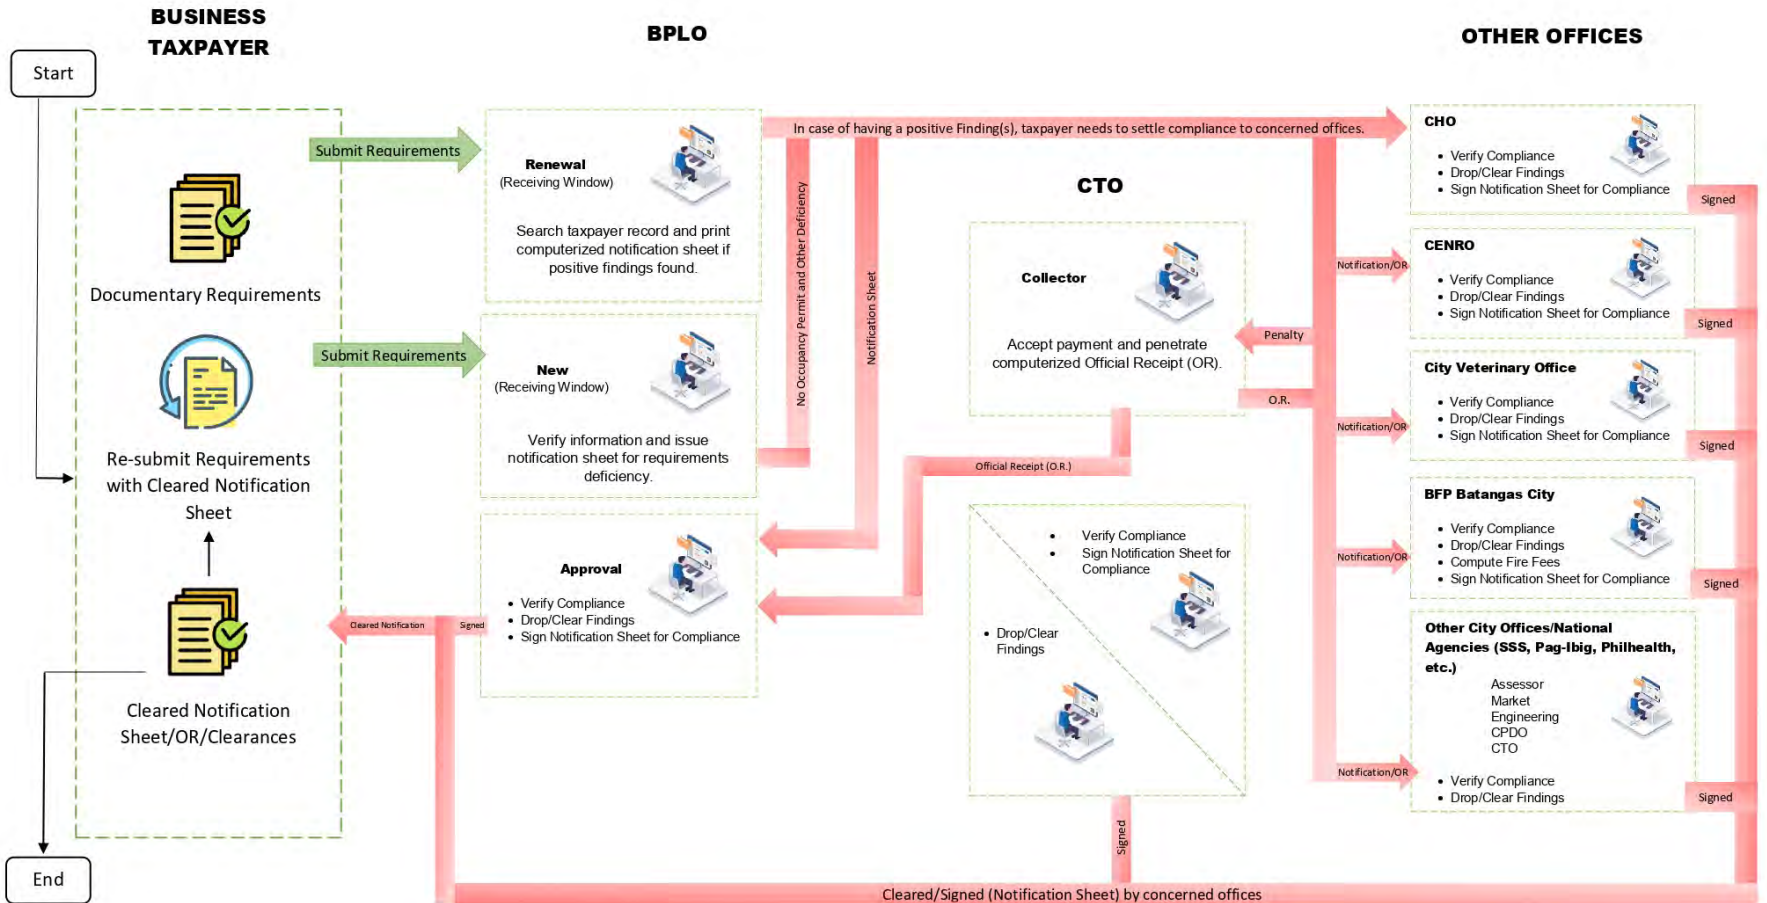 BUSINESS
TAXPAYER
BPLO
OTHER OFFICES
Start
Submit Requirements
Documentary Requirements
Submit Requirements
Re-submit Requirements
with Cleared Notification
Sheet
Cleared Notification
Sheet/OR/Clearances
End
Renewal
(Receiving Window)
Search taxpayer record and print
computerized notification sheet if
positive findings found.
New
(Receiving Window)
Verify information and issue
notification sheet for requirements
deficiency.
Approval
• Verify Compliance
• Drop/Clear Findings
• Sign Notification Sheet for Compliance
Cleared Notification
Signed
In case of having a positive Finding(s), taxpayer needs to settle compliance to concerned offices.
No Occupancy Permit and Other Deficiency
Notification Sheet
CTO
Collector
Accept payment and penetrate
computerized Official Receipt (OR).
Penalty
O.R.
Official Receipt (O.R.)
• Verify Compliance
• Sign Notification Sheet for
Compliance
• Drop/Clear
Findings
Signed
CHO
• Verify Compliance
• Drop/Clear Findings
• Sign Notification Sheet for Compliance
Signed
Notification/OR
CENRO
• Verify Compliance
• Drop/Clear Findings
• Sign Notification Sheet for Compliance
Signed
Notification/OR
City Veterinary Office
• Verify Compliance
• Drop/Clear Findings
• Sign Notification Sheet for Compliance
Signed
Notification/OR
BFP Batangas City
• Verify Compliance
• Drop/Clear Findings
• Compute Fire Fees
• Sign Notification Sheet for Compliance
Signed
Notification/OR
Other City Offices/National
Agencies (SSS, Pag-Ibig, Philhealth,
etc.)
Assessor
Market
Engineering
CPDO
CTO
• Verify Compliance
• Drop/Clear Findings
Signed
Cleared/Signed (Notification Sheet) by concerned offices